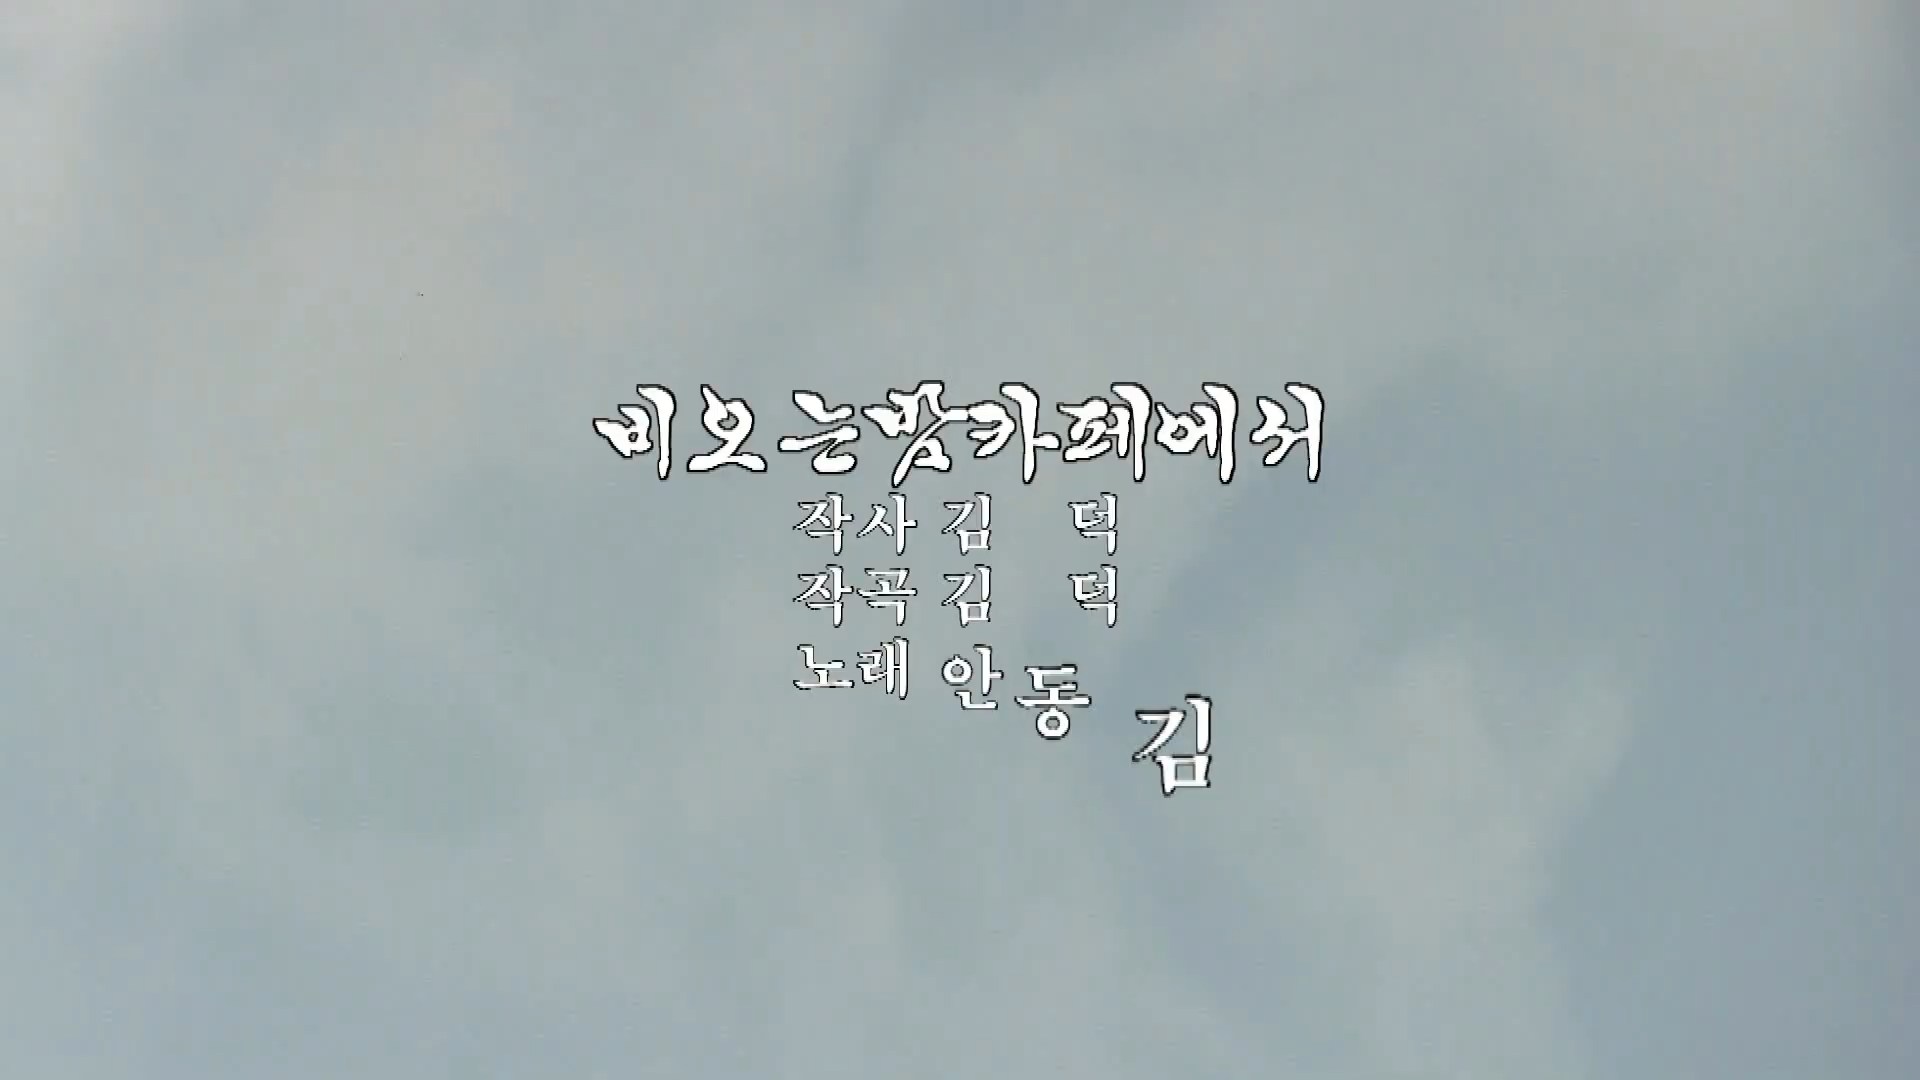 비오는밤카페에서
작사 김 덕
작곡 김 덕
노래 안동 김